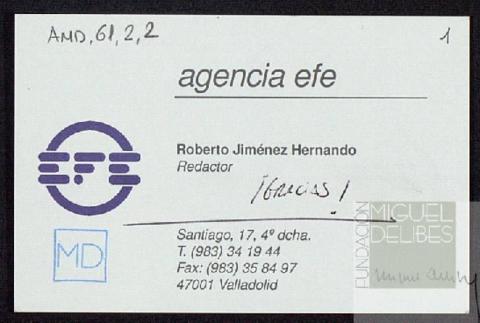 AMD, 61, 2, 2
1
agencia efe
EFE
Roberto Jiménez Hernando
Redactor
¡Gracias!
Santiago, 17, 4º dcha.
T. (983) 34 19 44
Fax: (983) 35 84 97
47001 Valladolid
MD
FUNDACIÓN
MIGUEL
DELIBES